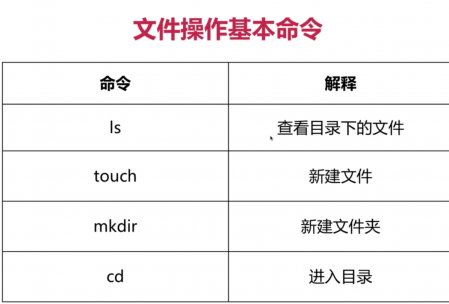 文件操作基本命令
命令 解释
ls 查看目录下的文件
touch 新建文件
mkdir 新建文件夹
cd 进入目录